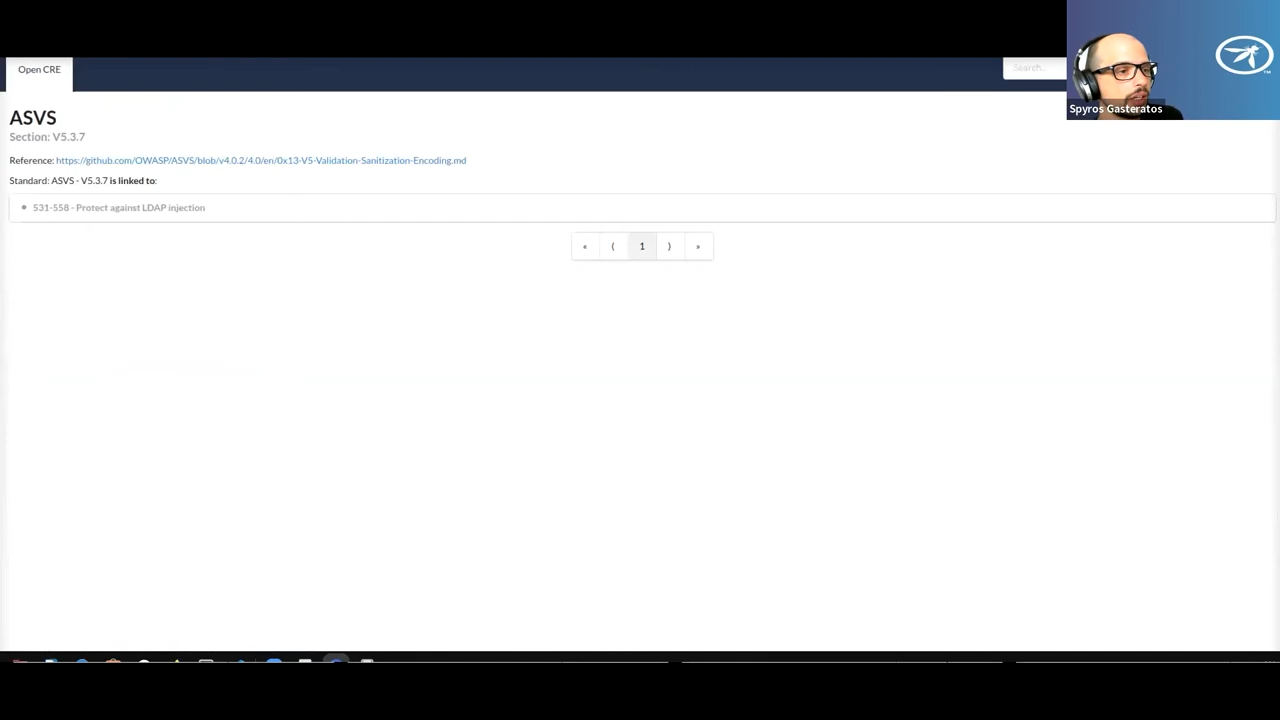 Open CRE
Search..
Spyros Gasteratos
ASVS
Section: V5.3.7
Reference: https://github.com/OWASP/ASVS/blob/v4.0.2/4.0/en/0x13-V5-Validation-Sanitization-Encoding.md
Standard: ASVS - V5.3.7 is linked to:
531-558 - Protect against LDAP injection
« ⟨ 1 ⟩ »